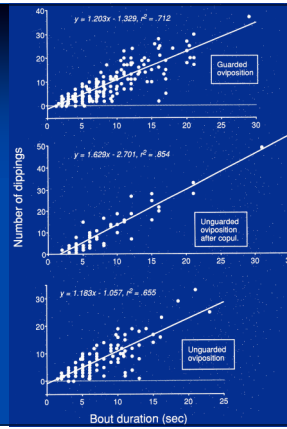 Number of dippings
40
30
20
10
0
y = 1.203x - 1.329, r² = .712
Guarded
oviposition
0 5 10 15 20 25 30
50
40
30
20
10
0
y = 1.629x - 2.701, r² = .854
Unguarded
oviposition
after copul.
0 5 10 15 20 25 30
30
20
10
0
y = 1.183x - 1.057, r² = .655
Unguarded
oviposition
0 5 10 15 20 25
Bout duration (sec)